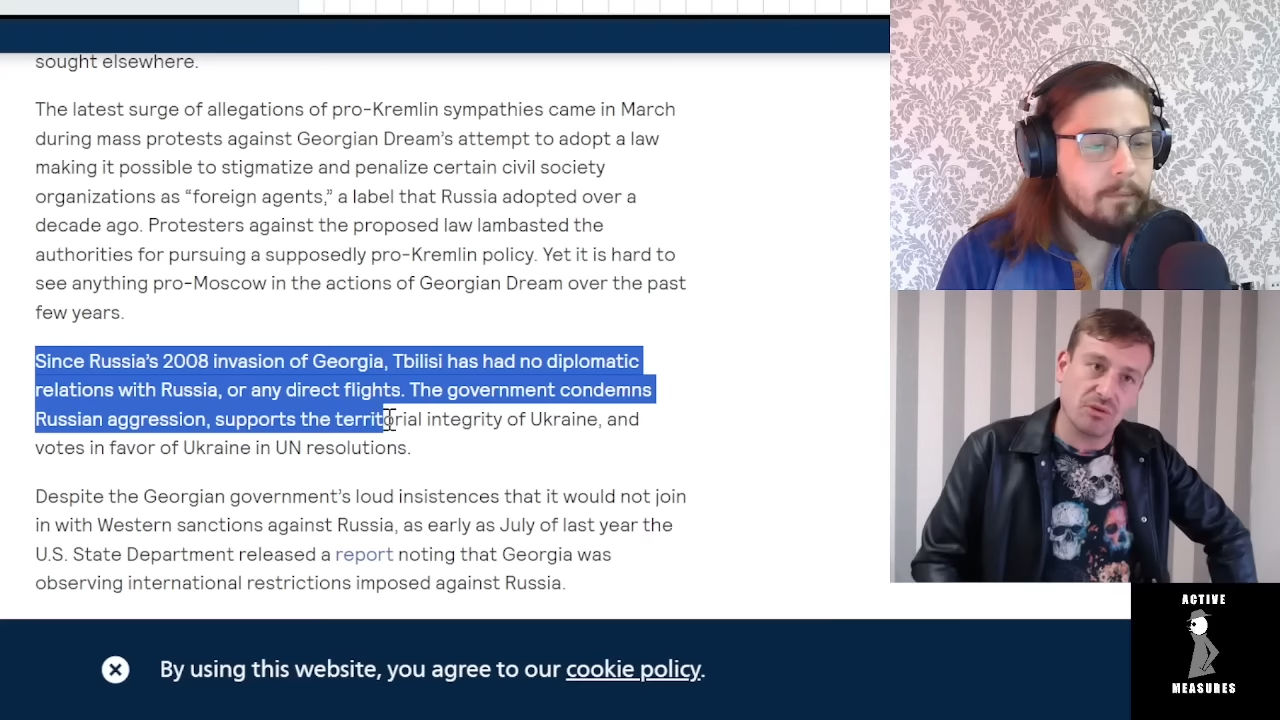 sought elsewhere.
The latest surge of allegations of pro-Kremlin sympathies came in March
during mass protests against Georgian Dream’s attempt to adopt a law
making it possible to stigmatize and penalize certain civil society
organizations as “foreign agents,” a label that Russia adopted over a
decade ago. Protesters against the proposed law lambasted the
authorities for pursuing a supposedly pro-Kremlin policy. Yet it is hard to
see anything pro-Moscow in the actions of Georgian Dream over the past
few years.
Since Russia’s 2008 invasion of Georgia, Tbilisi has had no diplomatic
relations with Russia, or any direct flights. The government condemns
Russian aggression, supports the territorial integrity of Ukraine, and
votes in favor of Ukraine in UN resolutions.
Despite the Georgian government’s loud insistences that it would not join
in with Western sanctions against Russia, as early as July of last year the
U.S. State Department released a report noting that Georgia was
observing international restrictions imposed against Russia.
By using this website, you agree to our cookie policy.
ACTIVE
MEASURES